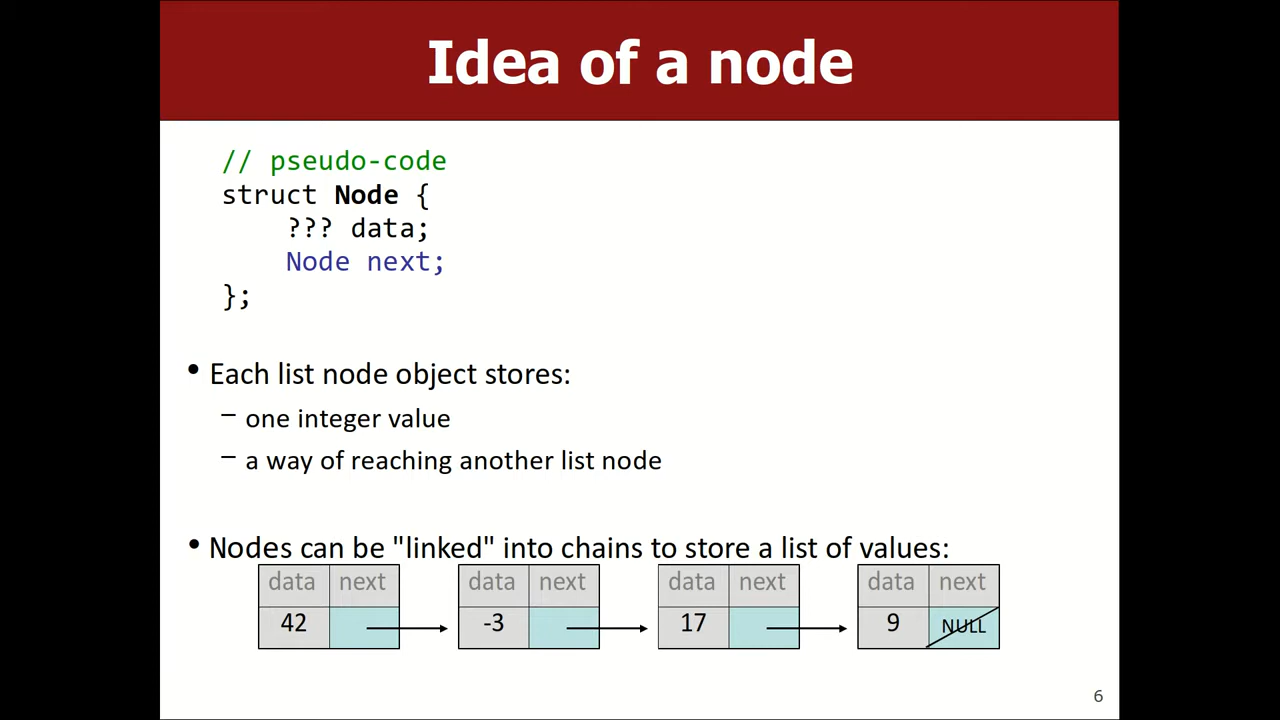 Idea of a node
// pseudo-code
struct Node {
??? data;
Node next;
};
• Each list node object stores:
– one integer value
– a way of reaching another list node
• Nodes can be "linked" into chains to store a list of values:
data next data next data next data next
42 -3 17 9 NULL
6